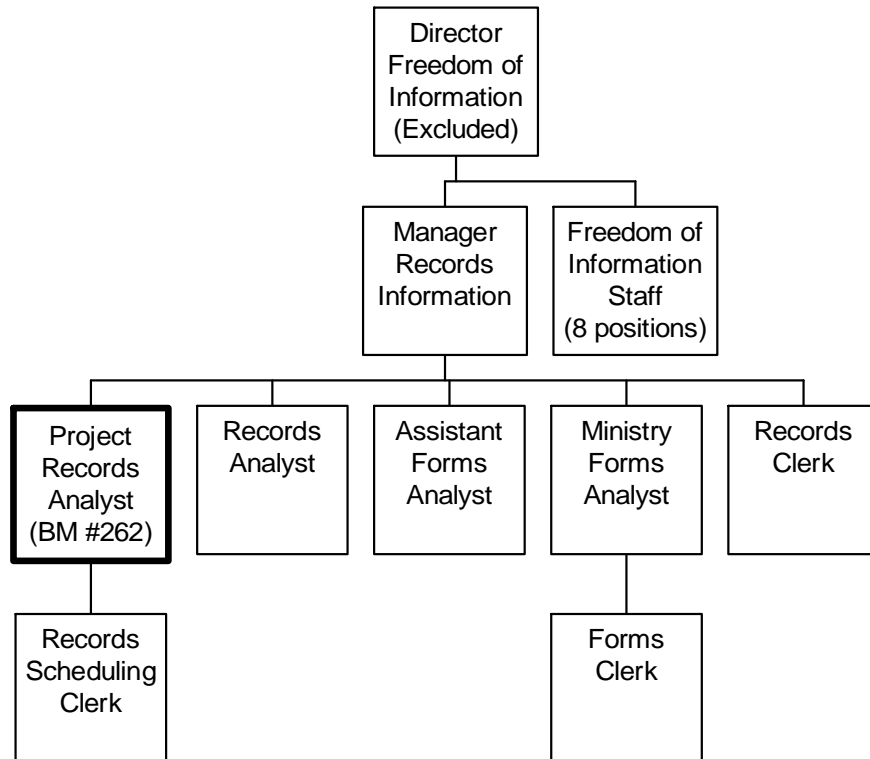 Director
Freedom of
Information
(Excluded)
Manager
Records
Information
Freedom of
Information
Staff
(8 positions)
Project
Records
Analyst
(BM #262)
Records
Analyst
Assistant
Forms
Analyst
Ministry
Forms
Analyst
Records
Clerk
Records
Scheduling
Clerk
Forms
Clerk